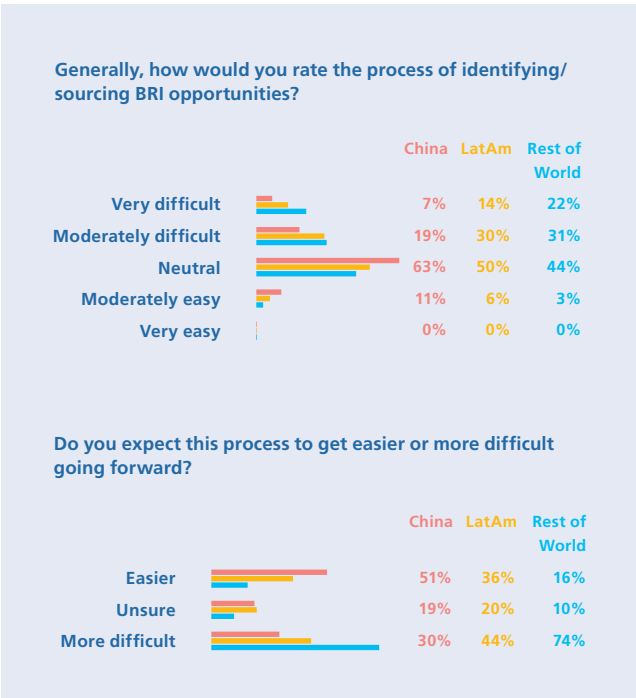 Generally, how would you rate the process of identifying/
sourcing BRI opportunities?
China LatAm Rest of
World
Very difficult 7% 14% 22%
Moderately difficult 19% 30% 31%
Neutral 63% 50% 44%
Moderately easy 11% 6% 3%
Very easy 0% 0% 0%
Do you expect this process to get easier or more difficult
going forward?
China LatAm Rest of
World
Easier 51% 36% 16%
Unsure 19% 20% 10%
More difficult 30% 44% 74%